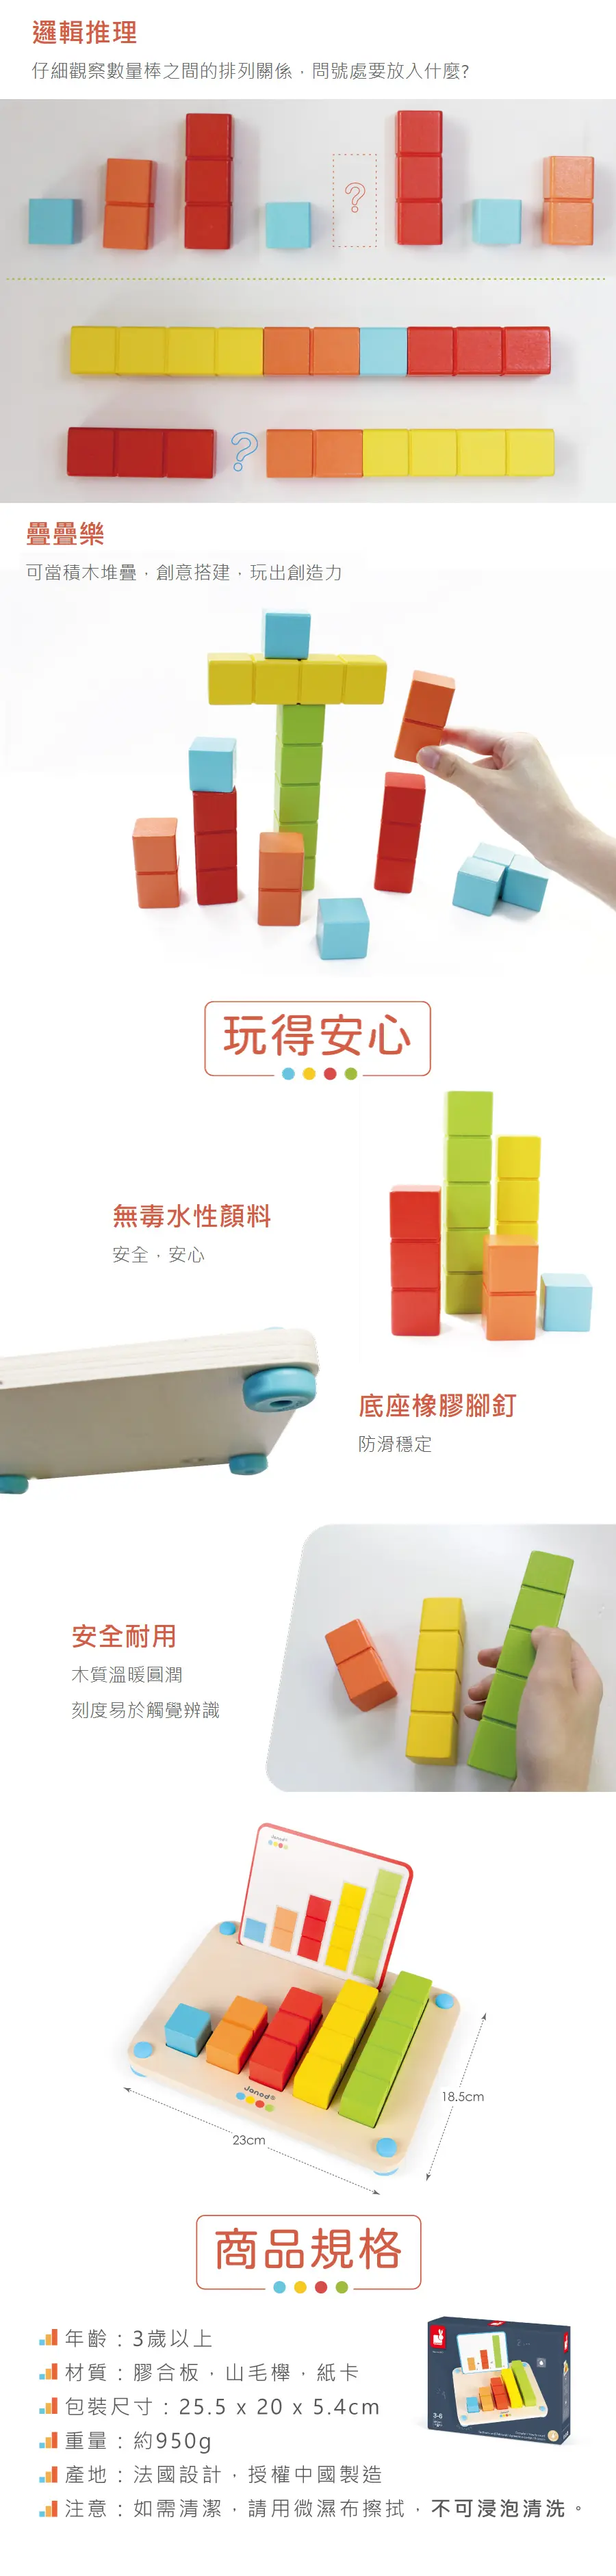 邏輯推理
仔細觀察數量棒之間的排列關係，問號處要放入什麼?
?
?
疊疊樂
可當積木堆疊，創意搭建，玩出創造力
玩得安心
無毒水性顏料
安全，安心
底座橡膠腳釘
防滑穩定
安全耐用
木質溫暖圓潤
刻度易於觸覺辨識
Janod®
Janod®
18.5cm
23cm
商品規格
年齡：3歲以上
材質：膠合板，山毛櫸，紙卡
包裝尺寸：25.5 x 20 x 5.4cm
重量：約950g
產地：法國設計，授權中國製造
注意：如需清潔，請用微濕布擦拭，不可浸泡清洗。
3-6